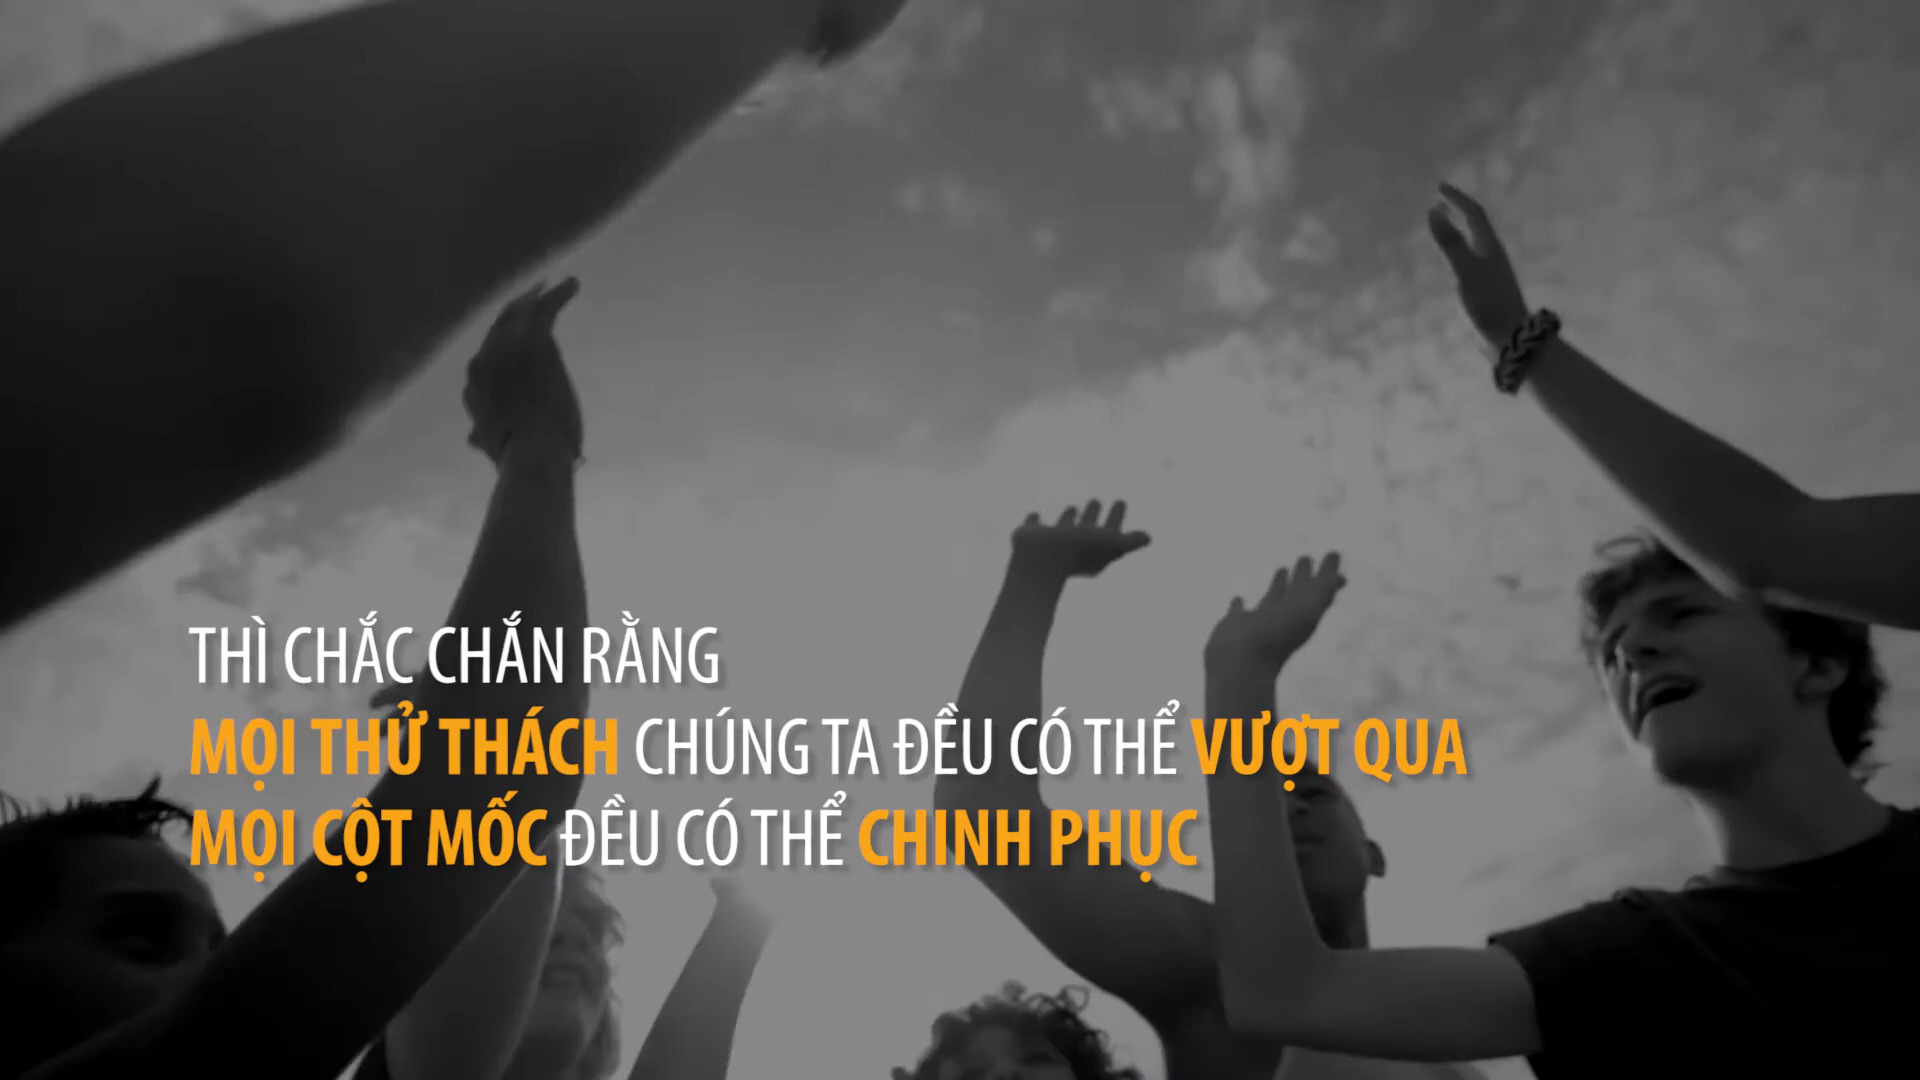 THÌ CHẮC CHẮN RẰNG
MỌI THỬ THÁCH CHÚNG TA ĐỀU CÓ THỂ VƯỢT QUA
MỌI CỘT MỐC ĐỀU CÓ THỂ CHINH PHỤC